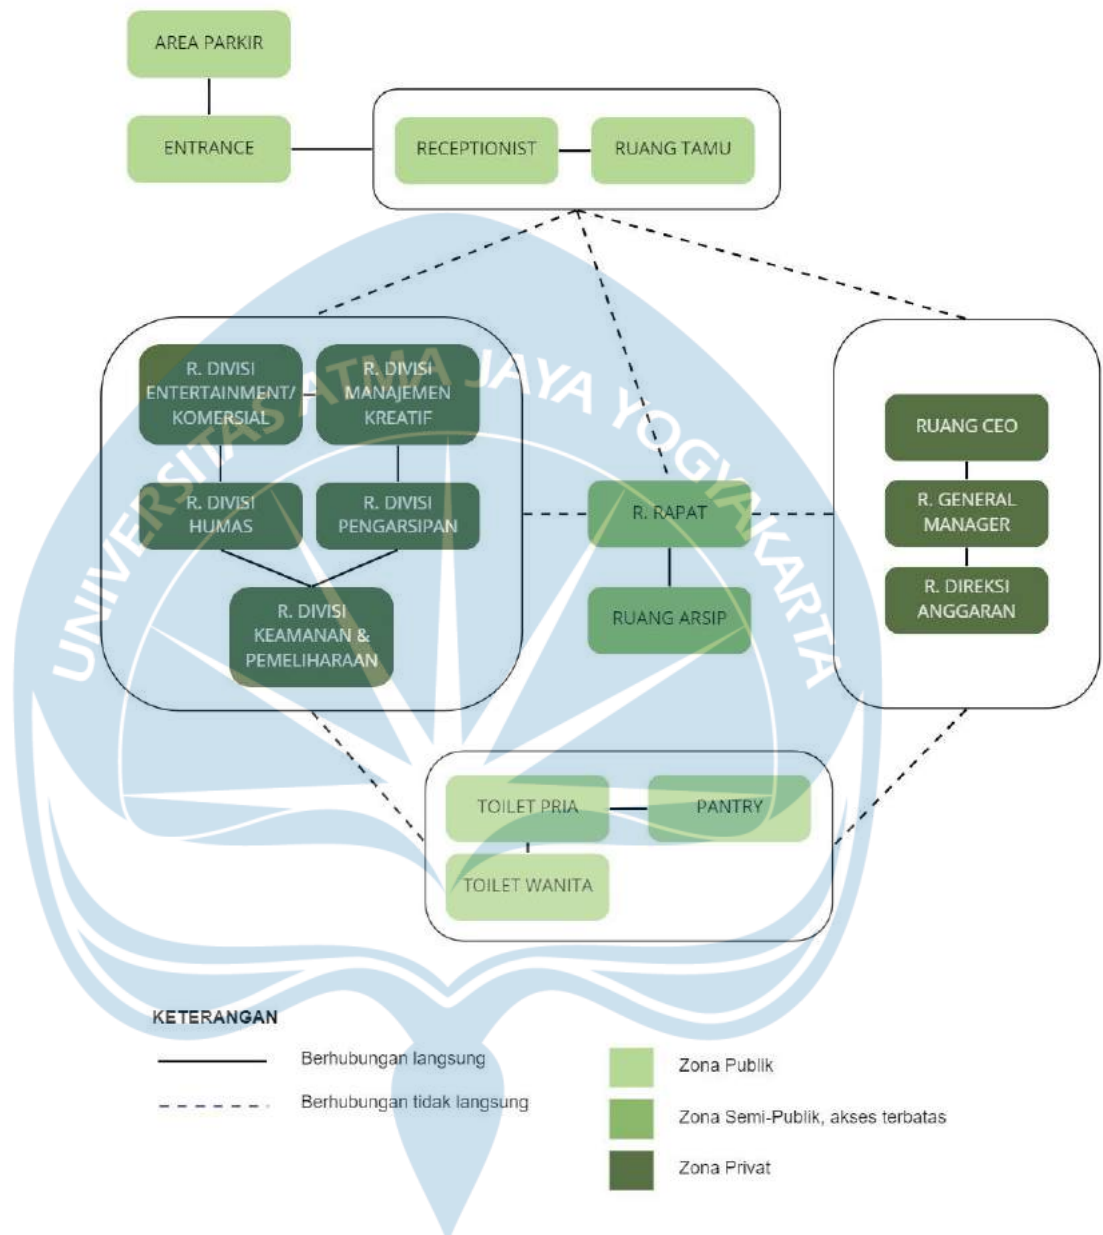 AREA PARKIR
ENTRANCE
RECEPTIONIST
RUANG TAMU
UNIVERSITAS ATMA JAYA YOGYAKARTA
R. DIVISI
ENTERTAINMENT/
KOMERSIAL
R. DIVISI
MANAJEMEN
KREATIF
R. DIVISI
HUMAS
R. DIVISI
PENGARSIPAN
R. DIVISI
KEAMANAN &
PEMELIHARAAN
R. RAPAT
RUANG ARSIP
RUANG CEO
R. GENERAL
MANAGER
R. DIREKSI
ANGGARAN
TOILET PRIA
PANTRY
TOILET WANITA
KETERANGAN
Berhubungan langsung
Berhubungan tidak langsung
Zona Publik
Zona Semi-Publik, akses terbatas
Zona Privat